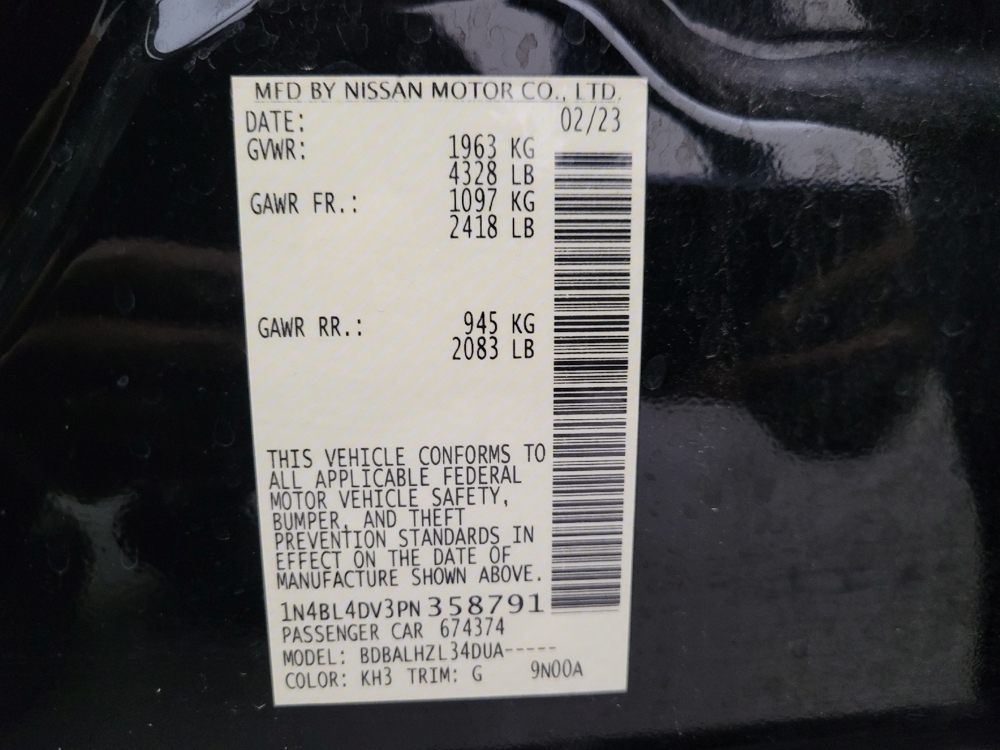 MFD BY NISSAN MOTOR CO., LTD.
DATE: 02/23
GVWR: 1963 KG
4328 LB
GAWR FR.: 1097 KG
2418 LB
GAWR RR.: 945 KG
2083 LB
THIS VEHICLE CONFORMS TO
ALL APPLICABLE FEDERAL
MOTOR VEHICLE SAFETY,
BUMPER, AND THEFT
PREVENTION STANDARDS IN
EFFECT ON THE DATE OF
MANUFACTURE SHOWN ABOVE.
1N4BL4DV3PN358791
PASSENGER CAR 674374
MODEL: BDBALHZL34DUA-----
COLOR: KH3 TRIM: G 9N00A